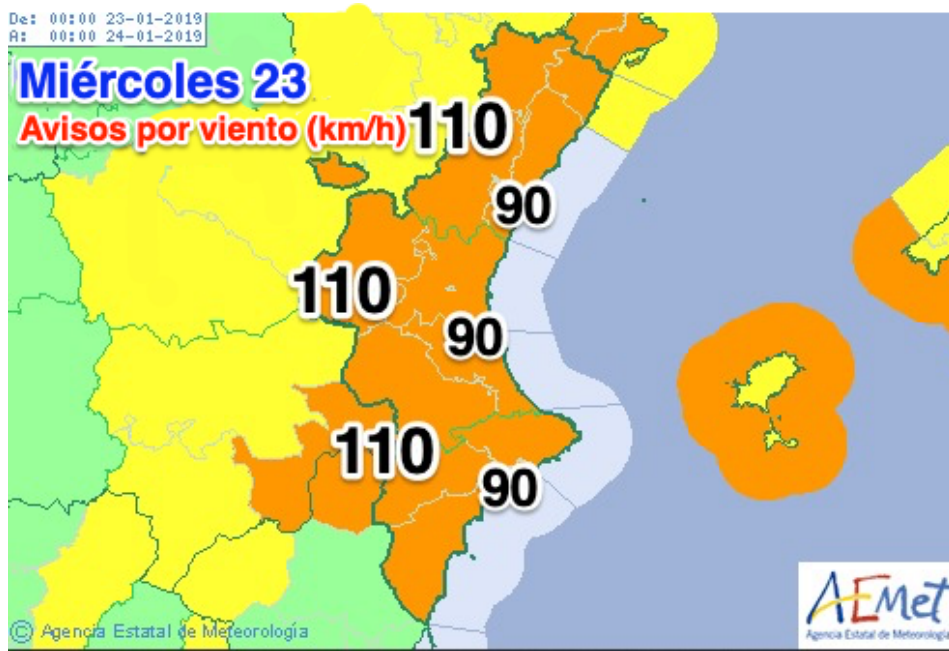 De: 00:00 23-01-2019
A: 00:00 24-01-2019
Miércoles 23
Avisos por viento (km/h)
110
90
110
90
110
90
© Agencia Estatal de Meteorología
AEMet
Agencia Estatal de Meteorología